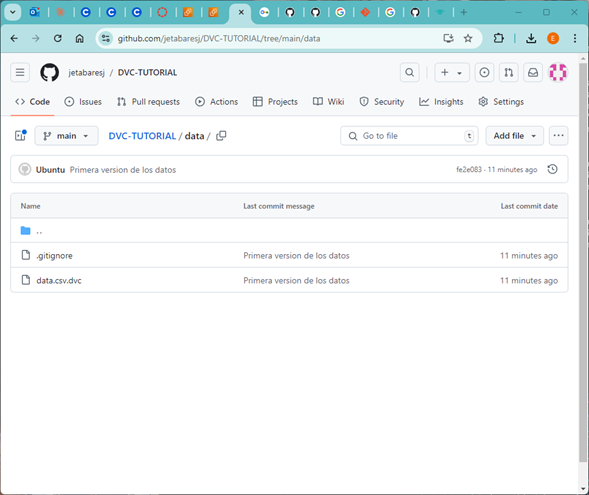 github.com/jetabaresj/DVC-TUTORIAL/tree/main/data
E
jetabaresj / DVC-TUTORIAL
Code Issues Pull requests Actions Projects Wiki Security Insights Settings
main DVC-TUTORIAL / data / Go to file t Add file
Ubuntu Primera version de los datos fe2e083 · 11 minutes ago
Name Last commit message Last commit date
..
.gitignore Primera version de los datos 11 minutes ago
data.csv.dvc Primera version de los datos 11 minutes ago